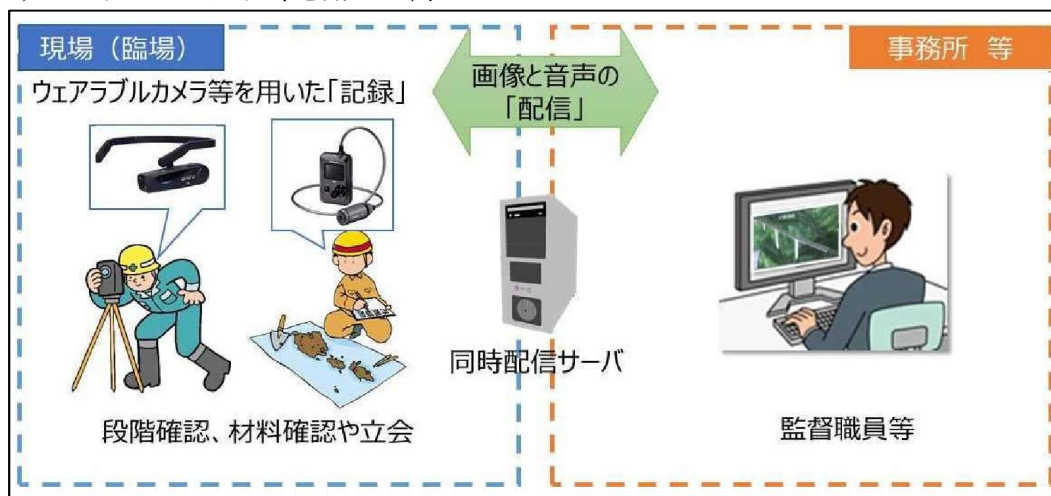 現場（臨場）
ウェアラブルカメラ等を用いた「記録」
画像と音声の
「配信」
事務所 等
同時配信サーバ
段階確認、材料確認や立会
監督職員等